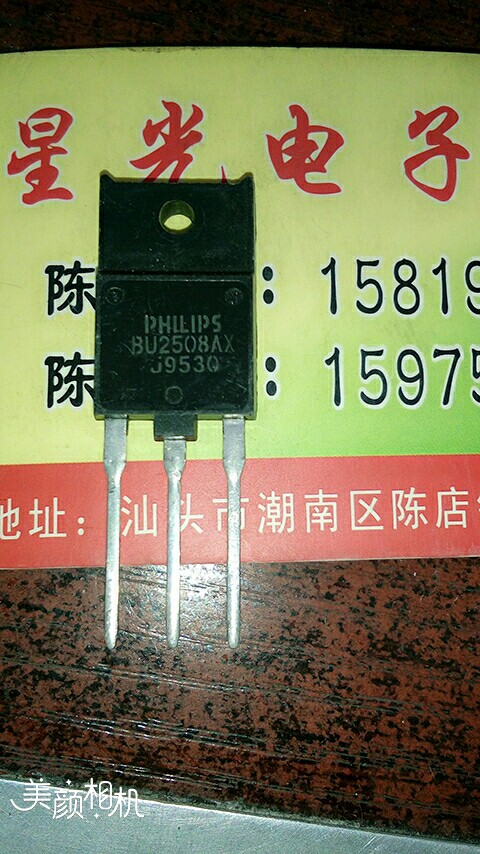 星光电子
陈 : 15819
陈 : 15975
PHILIPS
BU2508AX
J9530
地址: 汕头市潮南区陈店
美颜相机